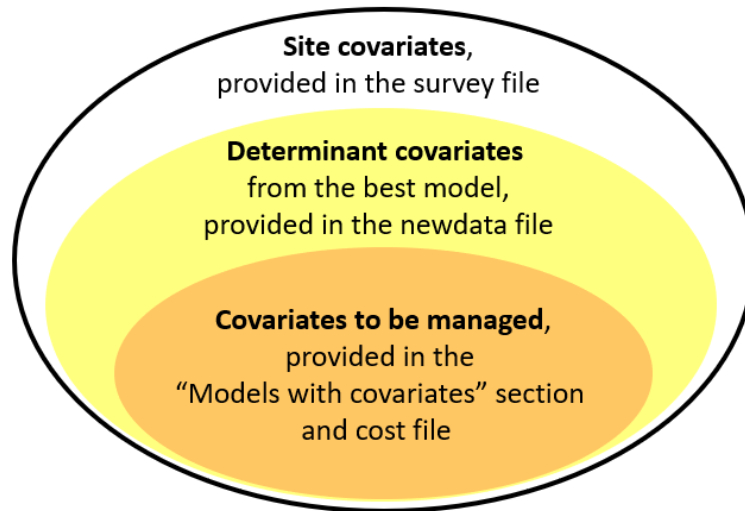 Site covariates,
provided in the survey file
Determinant covariates
from the best model,
provided in the newdata file
Covariates to be managed,
provided in the
“Models with covariates” section
and cost file